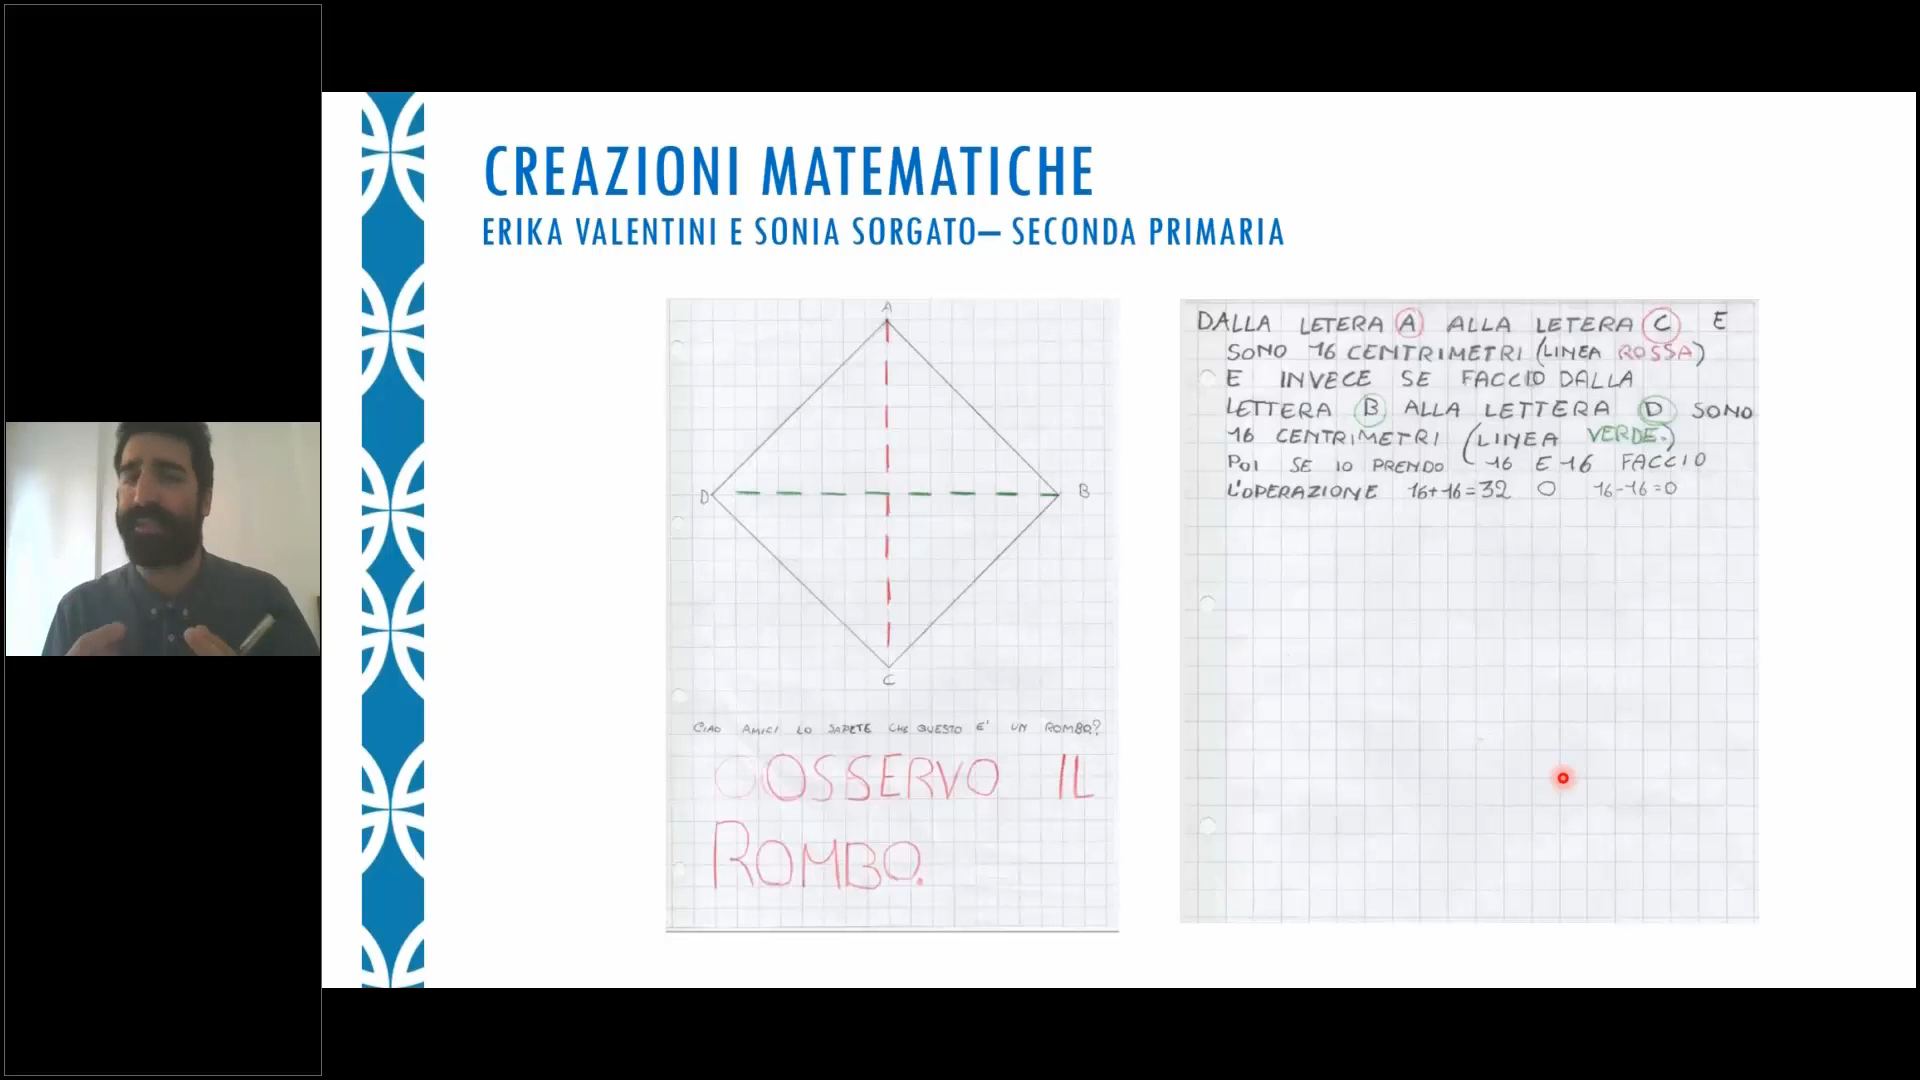 CREAZIONI MATEMATICHE
ERIKA VALENTINI E SONIA SORGATO– SECONDA PRIMARIA
A
D
B
C
CIAO AMICI LO SAPETE CHE QUESTO E' UN ROMBO?
OSSERVO IL
ROMBO.
DALLA LETERA A ALLA LETERA C E
SONO 16 CENTRIMETRI (LINEA ROSSA)
E INVECE SE FACCIO DALLA
LETTERA B ALLA LETTERA D SONO
16 CENTRIMETRI (LINEA VERDE.)
POI SE IO PRENDO 16 E 16 FACCIO
L'OPERAZIONE 16+16=32 O 16-16=0